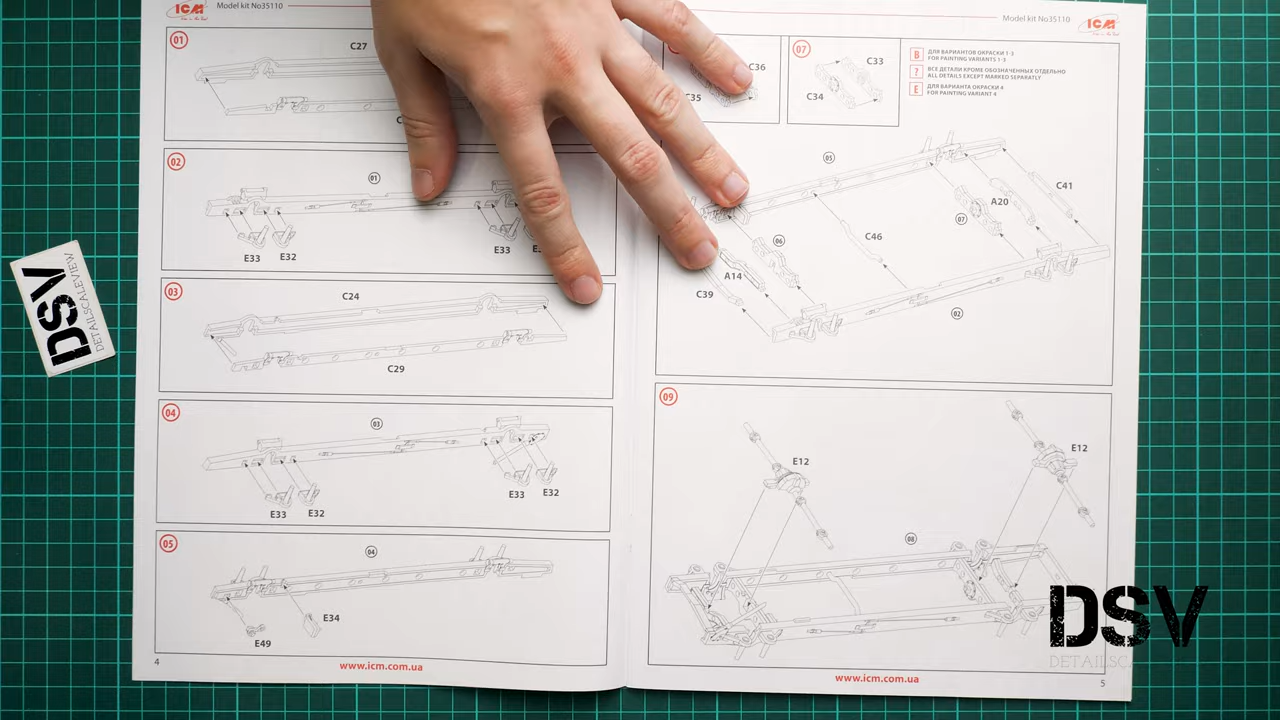 ICM
Model kit No35110
01
C27
02
01
E33
E32
E33
03
C24
C29
04
03
E33
E32
E33
E32
05
04
E49
E34
4
www.icm.com.ua
Model kit No35110
ICM
C36
C35
07
C33
C34
B
ДЛЯ ВАРИАНТОВ ОКРАСКИ 1-3
FOR PAINTING VARIANTS 1-3
?
ВСЕ ДЕТАЛИ КРОМЕ ОБОЗНАЧЕННЫХ ОТДЕЛЬНО
ALL DETAILS EXCEPT MARKED SEPARATLY
E
ДЛЯ ВАРИАНТА ОКРАСКИ 4
FOR PAINTING VARIANT 4
05
C41
A20
07
C46
06
A14
C39
02
09
E12
E12
08
www.icm.com.ua
5
DSV
DETAILSCALEVIEW
DSV
DETAILSCA